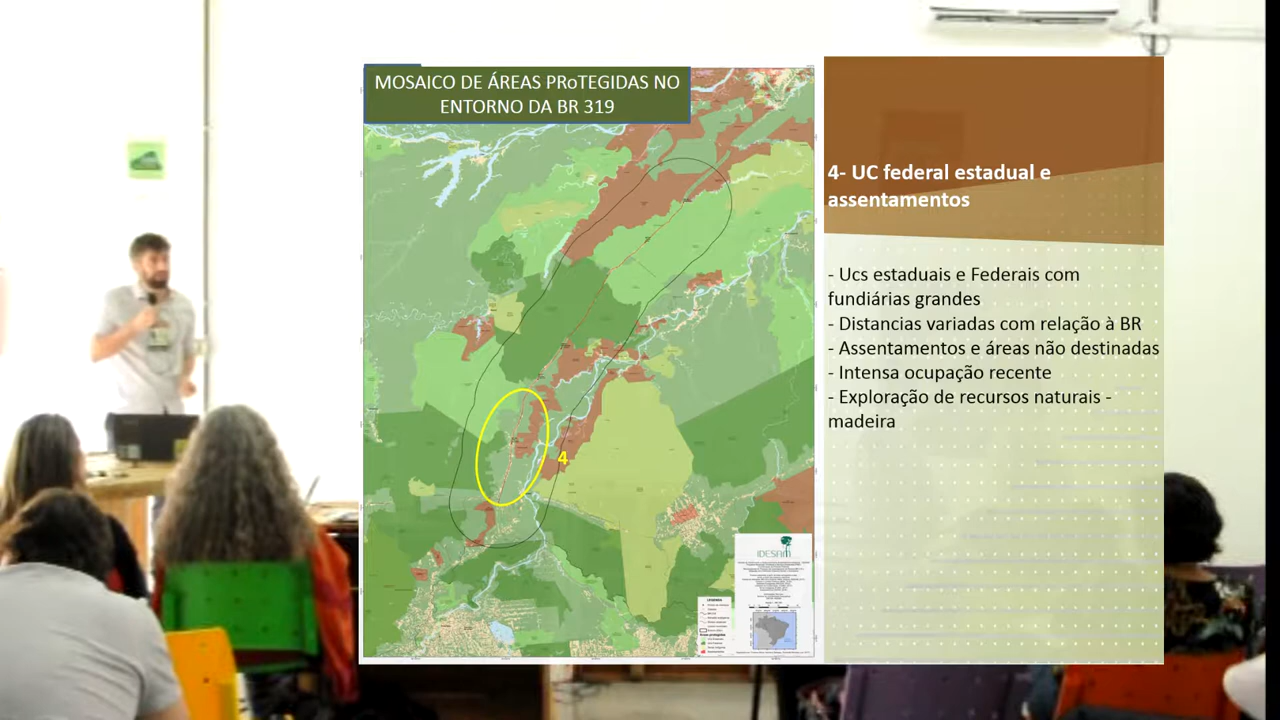 MOSAICO DE ÁREAS PRoTEGIDAS NO
ENTORNO DA BR 319
4- UC federal estadual e
assentamentos
- Ucs estaduais e Federais com
fundiárias grandes
- Distancias variadas com relação à BR
- Assentamentos e áreas não destinadas
- Intensa ocupação recente
- Exploração de recursos naturais -
madeira
4
IDESAM
LEGENDA